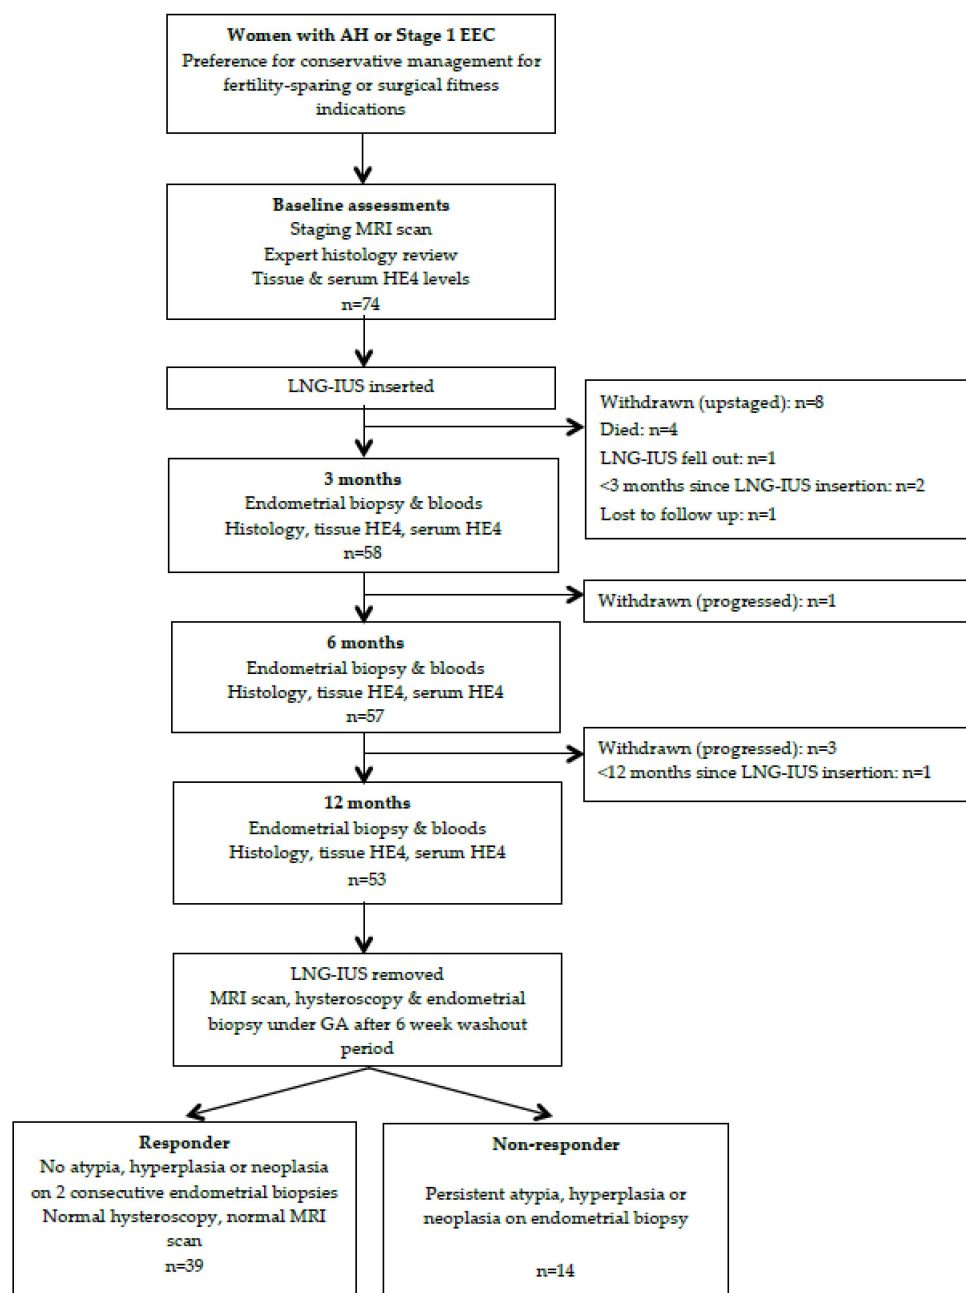 Women with AH or Stage 1 EEC
Preference for conservative management for
fertility-sparing or surgical fitness
indications
Baseline assessments
Staging MRI scan
Expert histology review
Tissue & serum HE4 levels
n=74
LNG-IUS inserted
Withdrawn (upstaged): n=8
Died: n=4
LNG-IUS fell out: n=1
<3 months since LNG-IUS insertion: n=2
Lost to follow up: n=1
3 months
Endometrial biopsy & bloods
Histology, tissue HE4, serum HE4
n=58
Withdrawn (progressed): n=1
6 months
Endometrial biopsy & bloods
Histology, tissue HE4, serum HE4
n=57
Withdrawn (progressed): n=3
<12 months since LNG-IUS insertion: n=1
12 months
Endometrial biopsy & bloods
Histology, tissue HE4, serum HE4
n=53
LNG-IUS removed
MRI scan, hysteroscopy & endometrial
biopsy under GA after 6 week washout
period
Responder
No atypia, hyperplasia or neoplasia
on 2 consecutive endometrial biopsies
Normal hysteroscopy, normal MRI
scan
n=39
Non-responder
Persistent atypia, hyperplasia or
neoplasia on endometrial biopsy
n=14